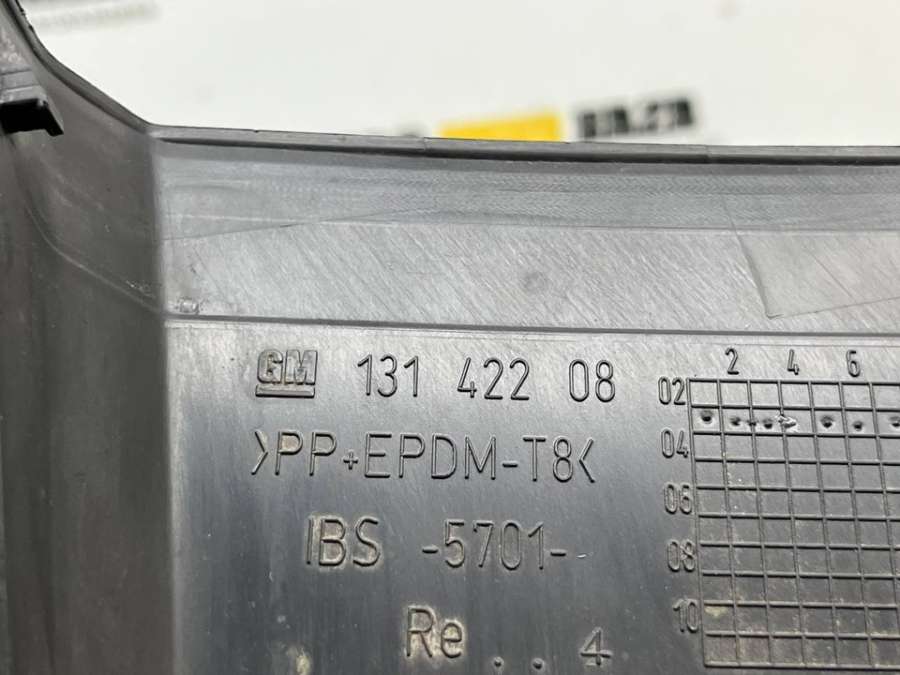 GM 131 422 08
>PP+EPDM-T8<
IBS -5701-
Re . . 4
2 4 6
02
04
06
08
10